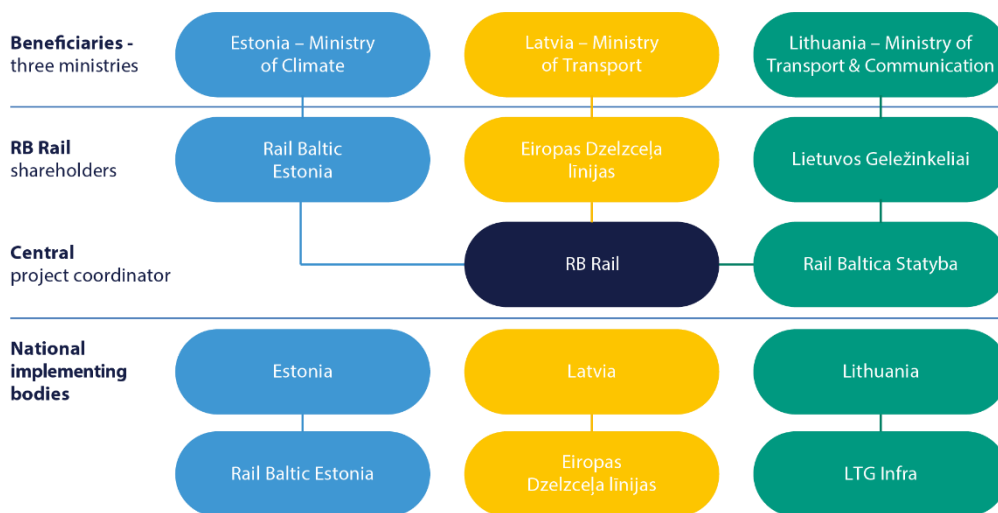 Beneficiaries -
three ministries
Estonia – Ministry
of Climate
Latvia – Ministry
of Transport
Lithuania – Ministry of
Transport & Communication
RB Rail
shareholders
Rail Baltic
Estonia
Eiropas Dzelzceļa
līnijas
Lietuvos Geležinkeliai
Central
project coordinator
RB Rail
Rail Baltica Statyba
National
implementing
bodies
Estonia
Latvia
Lithuania
Rail Baltic Estonia
Eiropas
Dzelzceļa līnijas
LTG Infra